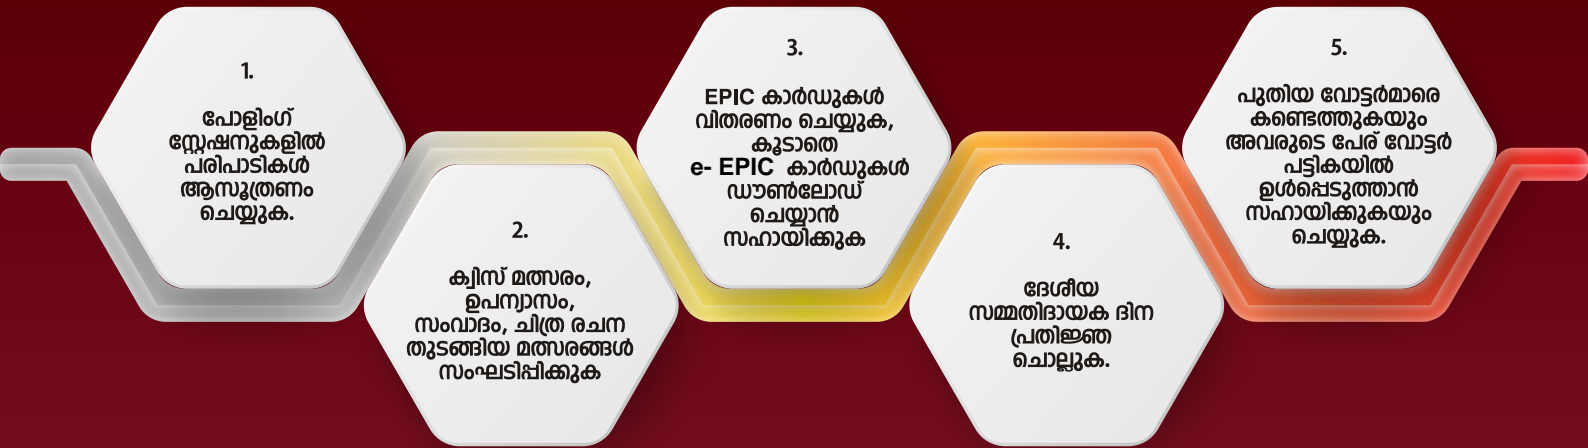 1.
പോളിംഗ്
സ്റ്റേഷനുകളിൽ
പരിപാടികൾ
ആസൂത്രണം
ചെയ്യുക.
2.
ക്വിസ് മത്സരം,
ഉപന്യാസം,
സംവാദം, ചിത്ര രചന
തുടങ്ങിയ മത്സരങ്ങൾ
സംഘടിപ്പിക്കുക
3.
EPIC കാർഡുകൾ
വിതരണം ചെയ്യുക,
കൂടാതെ
e- EPIC കാർഡുകൾ
ഡൗൺലോഡ്
ചെയ്യാൻ
സഹായിക്കുക
4.
ദേശീയ
സമ്മതിദായക ദിന
പ്രതിജ്ഞ
ചൊല്ലുക.
5.
പുതിയ വോട്ടർമാരെ
കണ്ടെത്തുകയും
അവരുടെ പേര് വോട്ടർ
പട്ടികയിൽ
ഉൾപ്പെടുത്താൻ
സഹായിക്കുകയും
ചെയ്യുക.